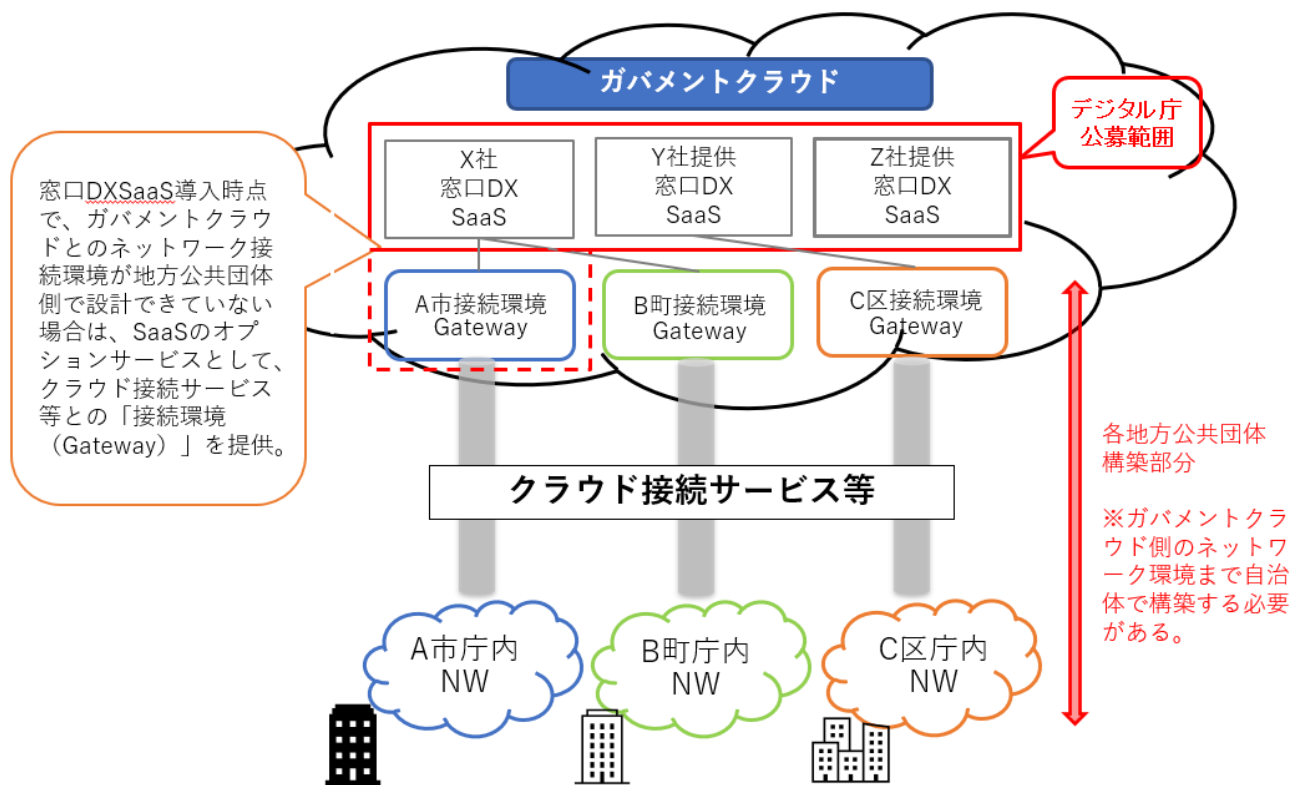 ガバメントクラウド
デジタル庁
公募範囲
X社
窓口DX
SaaS
Y社提供
窓口DX
SaaS
Z社提供
窓口DX
SaaS
窓口DXSaaS導入時点
で、ガバメントクラウ
ドとのネットワーク接
続環境が地方公共団体
側で設計できていない
場合は、SaaSのオプ
ションサービスとして、
クラウド接続サービス
等との「接続環境
（Gateway）」を提供。
A市接続環境
Gateway
B町接続環境
Gateway
C区接続環境
Gateway
クラウド接続サービス等
各地方公共団体
構築部分
※ガバメントクラ
ウド側のネットワ
ーク環境まで自治
体で構築する必要
がある。
A市庁内
NW
B町庁内
NW
C区庁内
NW